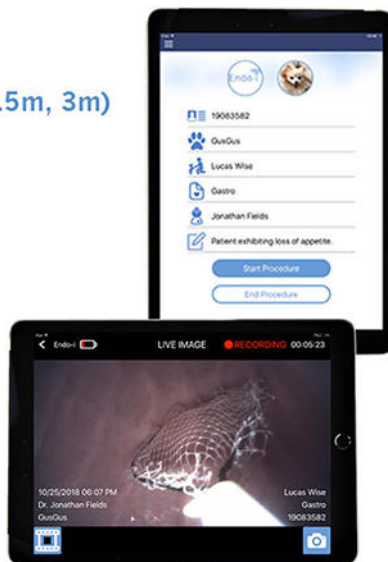 .5m, 3m)
Endo-i
19083582
GusGus
Lucas Wise
Gastro
Jonathan Fields
Patient exhibiting loss of appetite.
Start Procedure
End Procedure
Endo-i
LIVE IMAGE
RECORDING 00:05:23
10/25/2018 06:07 PM
Dr. Jonathan Fields
GusGus
Lucas Wise
Gastro
19083582